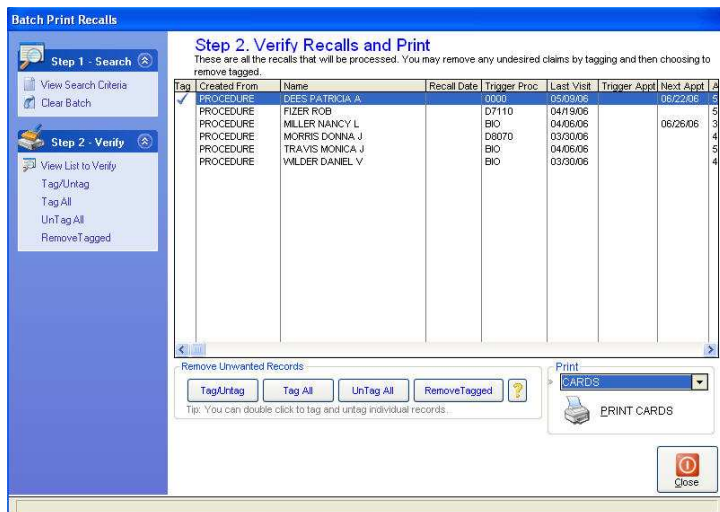 Batch Print Recalls
Step 1 - Search
View Search Criteria
Clear Batch
Step 2 - Verify
View List to Verify
Tag/Untag
Tag All
UnTag All
RemoveTagged
Step 2. Verify Recalls and Print
These are all the recalls that will be processed. You may remove any undesired claims by tagging and then choosing to
remove tagged.
Tag Created From Name Recall Date Trigger Proc Last Visit Trigger Appt Next Appt A
PROCEDURE DEES PATRICIA A 0000 05/09/06 06/22/06 5
PROCEDURE FIZER ROB D7110 04/19/06 5
PROCEDURE MILLER NANCY L BIO 04/06/06 06/26/06 3
PROCEDURE MORRIS DONNA J D8070 03/30/06 4
PROCEDURE TRAVIS MONICA J BIO 04/06/06 5
PROCEDURE WILDER DANIEL V BIO 03/30/06 4
Remove Unwanted Records
Tag/Untag Tag All UnTag All RemoveTagged ?
Tip: You can double click to tag and untag individual records.
Print
CARDS
PRINT CARDS
Close